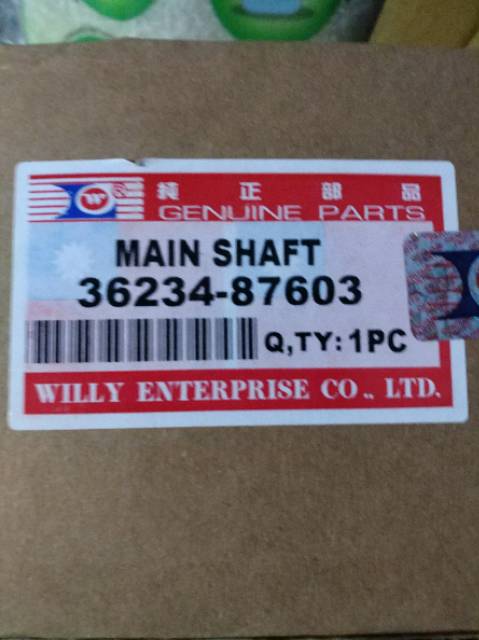 W R 純正部品
GENUINE PARTS
MAIN SHAFT
36234-87603
Q,TY: 1PC
WILLY ENTERPRISE CO., LTD.